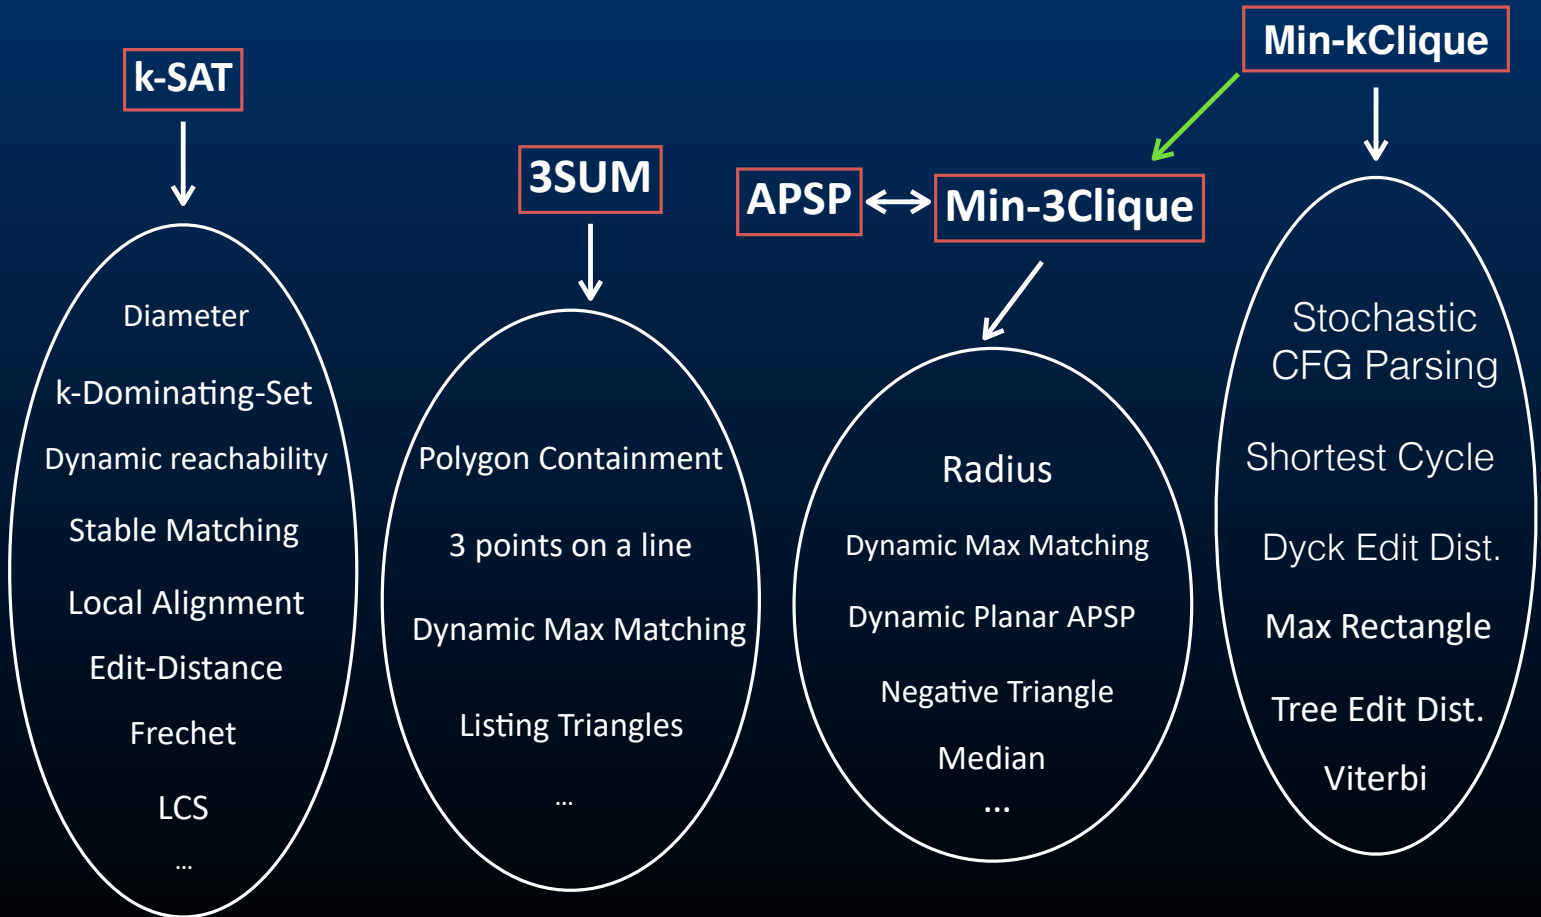 k-SAT
Diameter
k-Dominating-Set
Dynamic reachability
Stable Matching
Local Alignment
Edit-Distance
Frechet
LCS
...
3SUM
Polygon Containment
3 points on a line
Dynamic Max Matching
Listing Triangles
...
APSP
Min-3Clique
Radius
Dynamic Max Matching
Dynamic Planar APSP
Negative Triangle
Median
...
Min-kClique
Stochastic
CFG Parsing
Shortest Cycle
Dyck Edit Dist.
Max Rectangle
Tree Edit Dist.
Viterbi